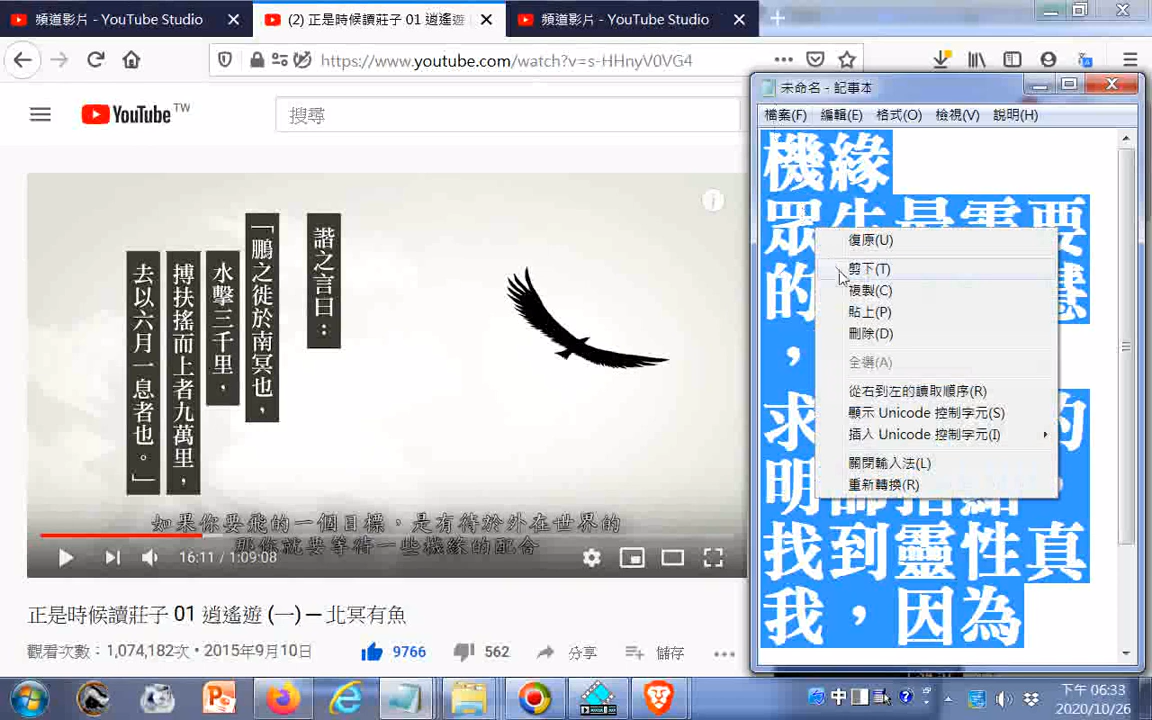 頻道影片 - YouTube Studio
(2) 正是時候讀莊子 01 逍遙遊
頻道影片 - YouTube Studio
https://www.youtube.com/watch?v=s-HHnyV0VG4
YouTube TW
搜尋
諧之言曰：
「鵬之徙於南冥也，
水擊三千里，
搏扶搖而上者九萬里，
去以六月一息者也。」
如果你要飛的一個目標，是有待於外在世界的
那你就要等待一些機緣的配合
16:11 / 1:09:08
正是時候讀莊子 01 逍遙遊 (一) ─ 北冥有魚
觀看次數：1,074,182次 • 2015年9月10日
9766
562
分享
儲存
未命名 - 記事本
檔案(F) 編輯(E) 格式(O) 檢視(V) 說明(H)
機緣
眾生是需要
的
，
求 的
明師指點，
找到靈性真
我，因為
復原(U)
剪下(T)
複製(C)
貼上(P)
刪除(D)
全選(A)
從右到左的讀取順序(R)
顯示 Unicode 控制字元(S)
插入 Unicode 控制字元(I)
關閉輸入法(L)
重新轉換(R)
中
下午 06:33
2020/10/26